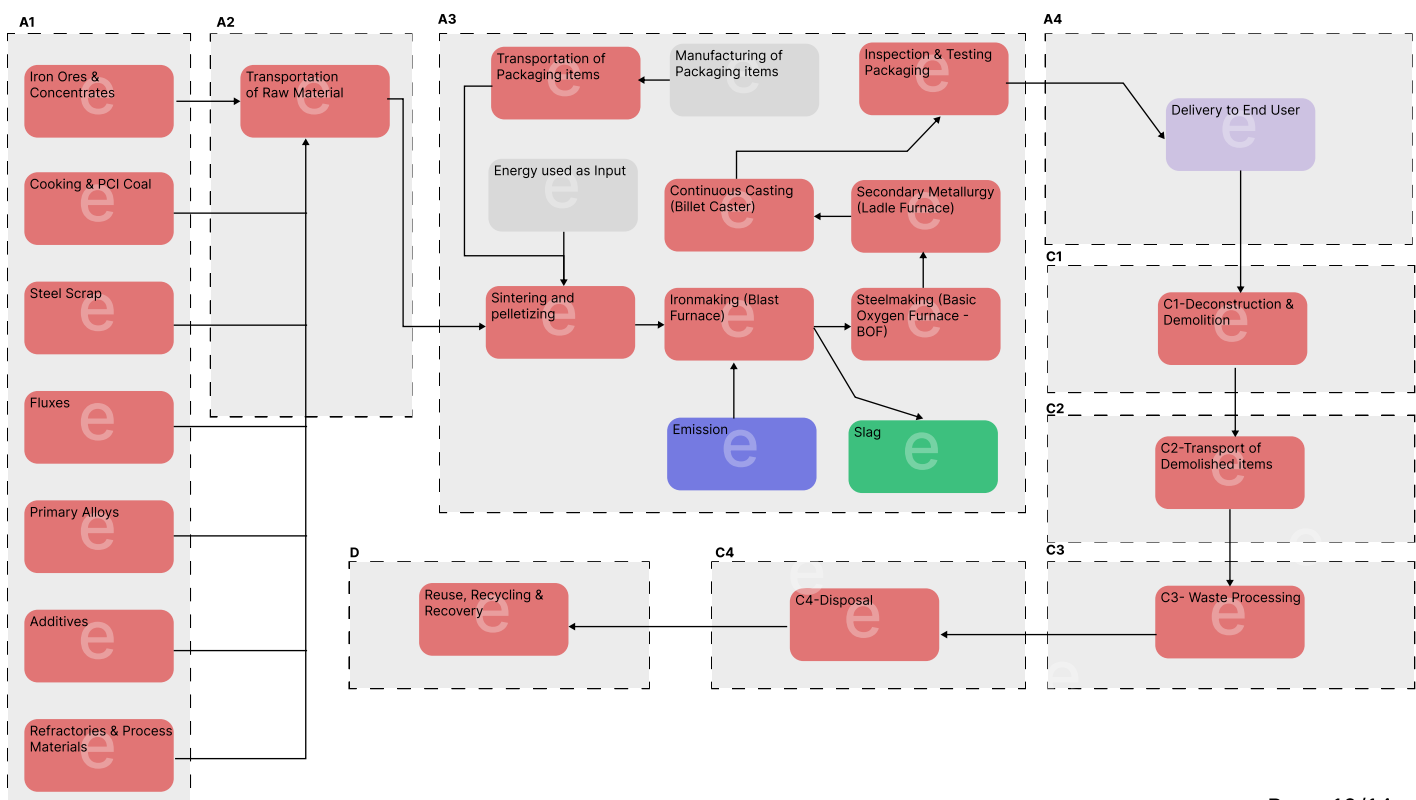 A1
Iron Ores &
Concentrates
Cooking & PCI Coal
Steel Scrap
Fluxes
Primary Alloys
Additives
Refractories & Process
Materials
A2
Transportation
of Raw Material
A3
Transportation of
Packaging items
Manufacturing of
Packaging items
Inspection & Testing
Packaging
Energy used as Input
Continuous Casting
(Billet Caster)
Secondary Metallurgy
(Ladle Furnace)
Sintering and
pelletizing
Ironmaking (Blast
Furnace)
Steelmaking (Basic
Oxygen Furnace -
BOF)
Emission
Slag
A4
Delivery to End User
C1
C1-Deconstruction &
Demolition
C2
C2-Transport of
Demolished items
C3
C3- Waste Processing
C4
C4-Disposal
D
Reuse, Recycling &
Recovery